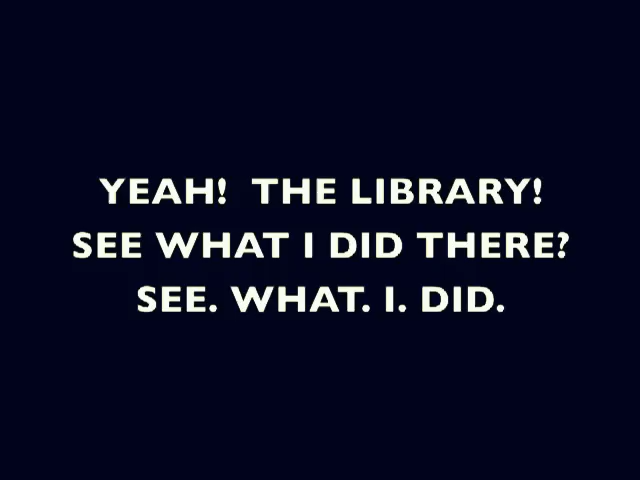 YEAH!  THE LIBRARY!
SEE WHAT I DID THERE?
SEE. WHAT. I. DID.